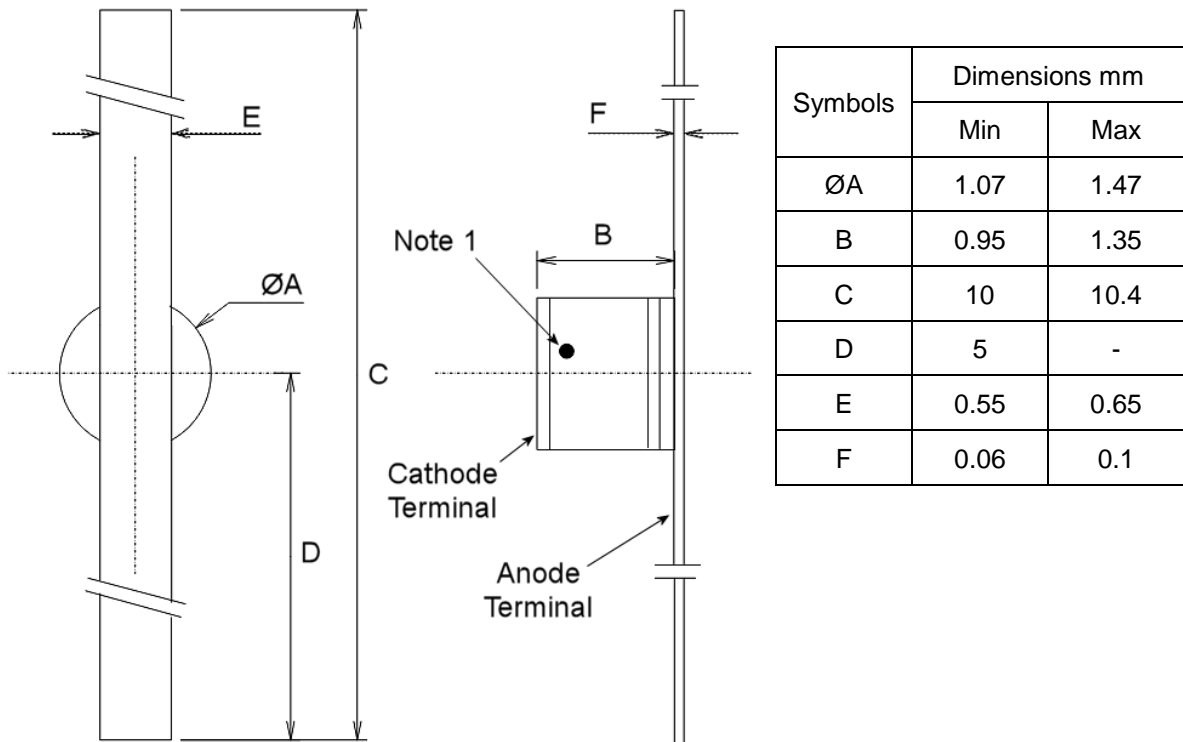 E
F
Note 1
B
ØA
C
Cathode
Terminal
D
Anode
Terminal
Symbols Dimensions mm
Min Max
ØA 1.07 1.47
B 0.95 1.35
C 10 10.4
D 5 -
E 0.55 0.65
F 0.06 0.1